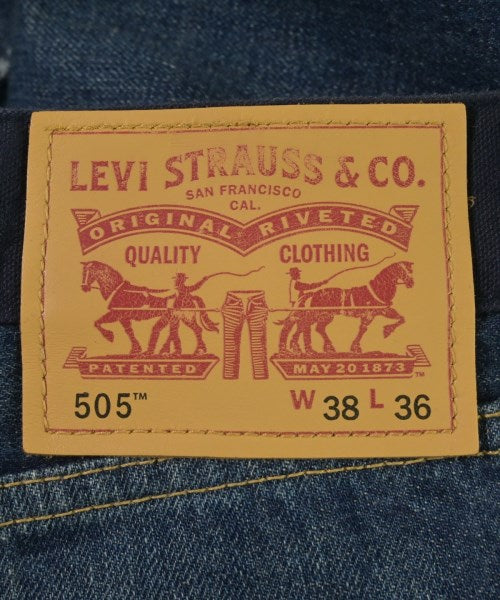 LEVI STRAUSS & CO.
SAN FRANCISCO
CAL.
ORIGINAL RIVETED
QUALITY CLOTHING
PATENTED MAY 20 1873 ™
505™ W 38 L 36